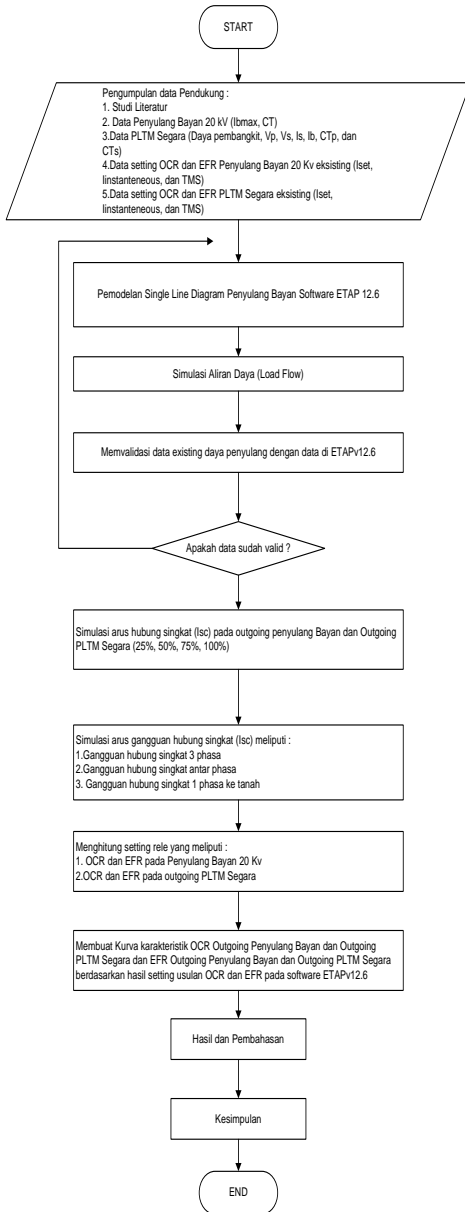 START
Pengumpulan data Pendukung :
1. Studi Literatur
2. Data Penyulang Bayan 20 kV (Ibmax, CT)
3.Data PLTM Segara (Daya pembangkit, Vp, Vs, Is, Ib, CTp, dan
CTs)
4.Data setting OCR dan EFR Penyulang Bayan 20 Kv eksisting (Iset,
Iinstanteneous, dan TMS)
5.Data setting OCR dan EFR PLTM Segara eksisting (Iset,
Iinstanteneous, dan TMS)
Pemodelan Single Line Diagram Penyulang Bayan Software ETAP 12.6
Simulasi Aliran Daya (Load Flow)
Memvalidasi data existing daya penyulang dengan data di ETAPv12.6
Apakah data sudah valid ?
Simulasi arus hubung singkat (Isc) pada outgoing penyulang Bayan dan Outgoing
PLTM Segara (25%, 50%, 75%, 100%)
Simulasi arus gangguan hubung singkat (Isc) meliputi :
1.Gangguan hubung singkat 3 phasa
2.Gangguan hubung singkat antar phasa
3. Gangguan hubung singkat 1 phasa ke tanah
Menghitung setting rele yang meliputi :
1. OCR dan EFR pada Penyulang Bayan 20 Kv
2.OCR dan EFR pada outgoing PLTM Segara
Membuat Kurva karakteristik OCR Outgoing Penyulang Bayan dan Outgoing
PLTM Segara dan EFR Outgoing Penyulang Bayan dan Outgoing PLTM Segara
berdasarkan hasil setting usulan OCR dan EFR pada software ETAPv12.6
Hasil dan Pembahasan
Kesimpulan
END